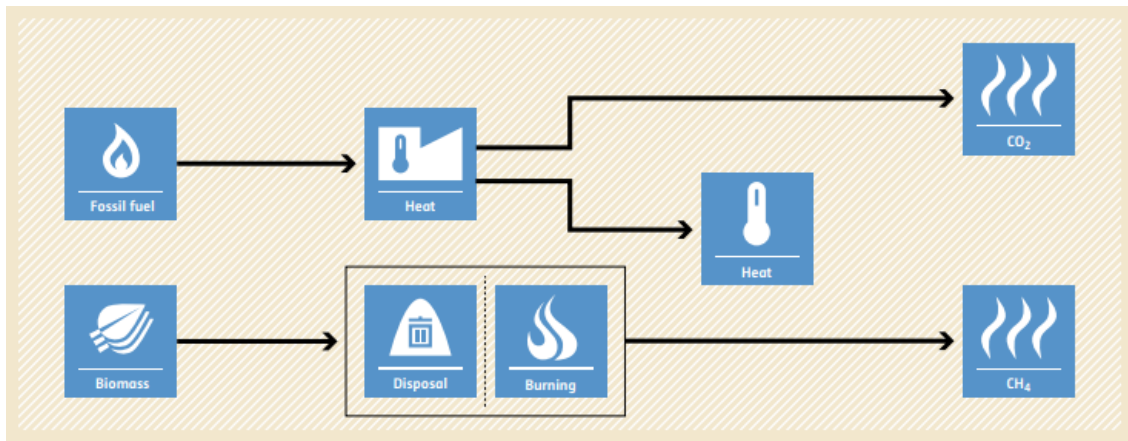 Fossil fuel
Heat
CO₂
Heat
Biomass
Disposal
Burning
CH₄